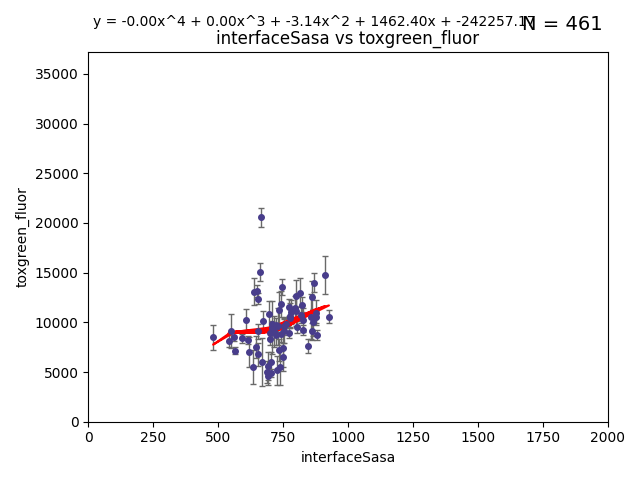 y = -0.00x^4 + 0.00x^3 + -3.14x^2 + 1462.40x + -242257.17
N = 461
interfaceSasa vs toxgreen_fluor
35000
30000
25000
20000
15000
10000
5000
0
toxgreen_fluor
0 250 500 750 1000 1250 1500 1750 2000
interfaceSasa